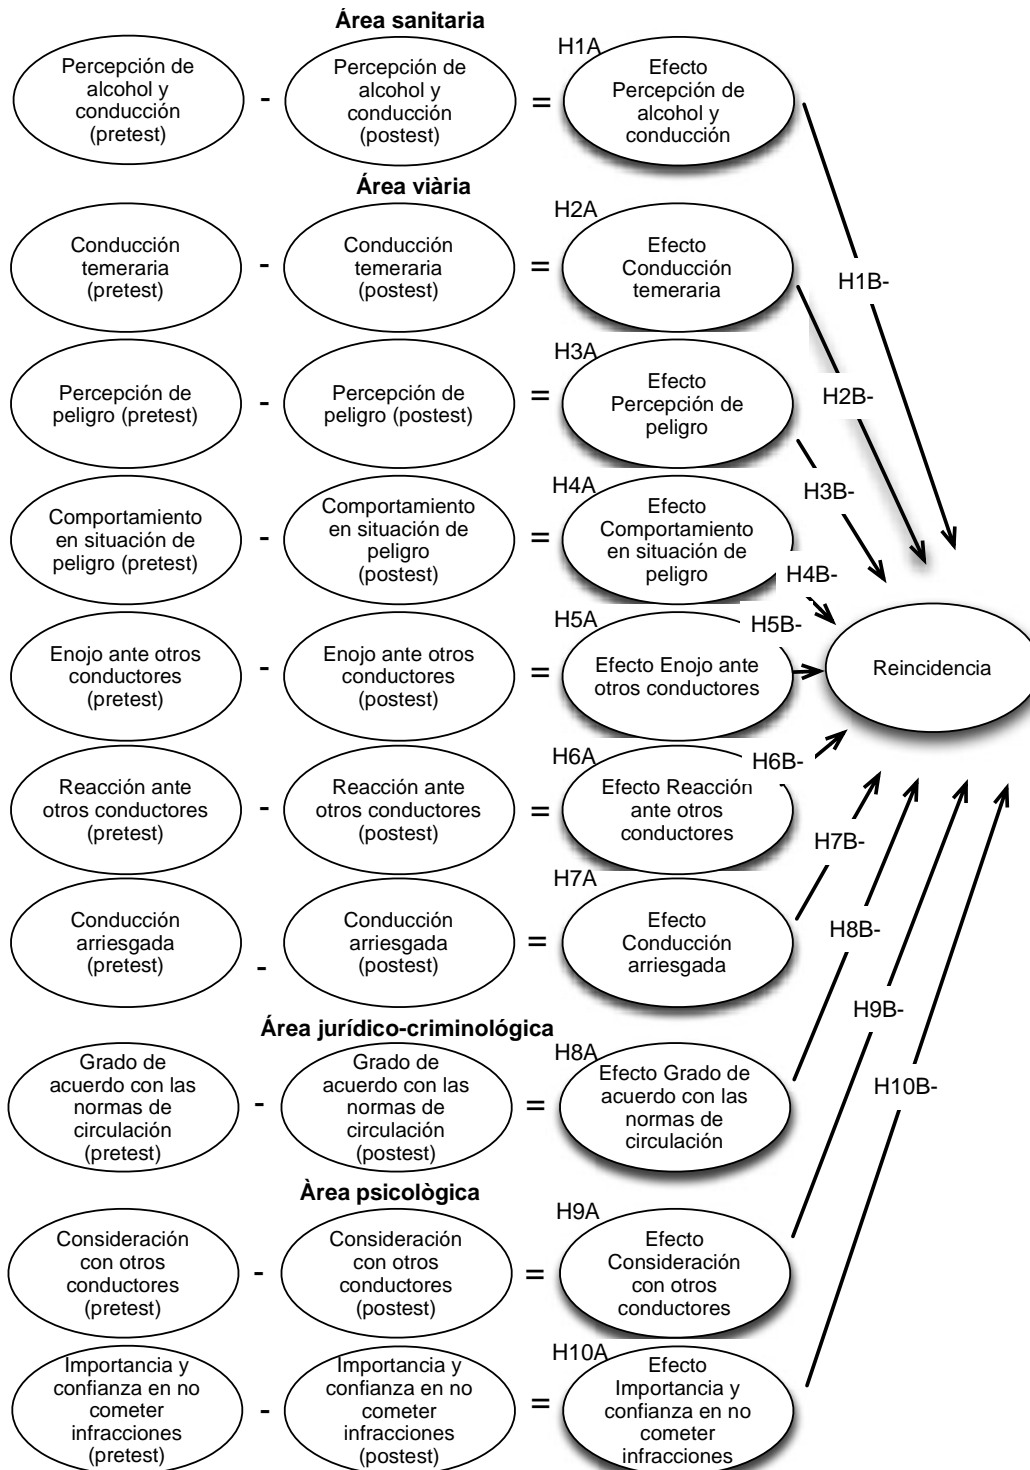 Área sanitaria
Percepción de
alcohol y
conducción
(pretest)
-
Percepción de
alcohol y
conducción
(postest)
=
H1A
Efecto
Percepción de
alcohol y
conducción
Área viària
Conducción
temeraria
(pretest)
-
Conducción
temeraria
(postest)
=
H2A
Efecto
Conducción
temeraria
H1B-
Percepción de
peligro (pretest)
-
Percepción de
peligro (postest)
=
H3A
Efecto
Percepción de
peligro
H2B-
H3B-
Comportamiento
en situación de
peligro (pretest)
-
Comportamiento
en situación de
peligro
(postest)
=
H4A
Efecto
Comportamiento
en situación de
peligro
H4B-
Enojo ante otros
conductores
(pretest)
-
Enojo ante otros
conductores
(postest)
=
H5A
Efecto Enojo ante
otros conductores
H5B-
Reincidencia
Reacción ante
otros conductores
(pretest)
-
Reacción ante
otros conductores
(postest)
=
H6A
Efecto Reacción
ante otros
conductores
H6B-
Conducción
arriesgada
(pretest)
-
Conducción
arriesgada
(postest)
=
H7A
Efecto
Conducción
arriesgada
H7B-
H8B-
Área jurídico-criminológica
H9B-
Grado de
acuerdo con las
normas de
circulación
(pretest)
-
Grado de
acuerdo con las
normas de
circulación
(postest)
=
H8A
Efecto Grado de
acuerdo con las
normas de
circulación
H10B-
Àrea psicològica
Consideración
con otros
conductores
(pretest)
-
Consideración
con otros
conductores
(postest)
=
H9A
Efecto
Consideración
con otros
conductores
Importancia y
confianza en no
cometer
infracciones
(pretest)
-
Importancia y
confianza en no
cometer
infracciones
(postest)
=
H10A
Efecto
Importancia y
confianza en no
cometer
infracciones